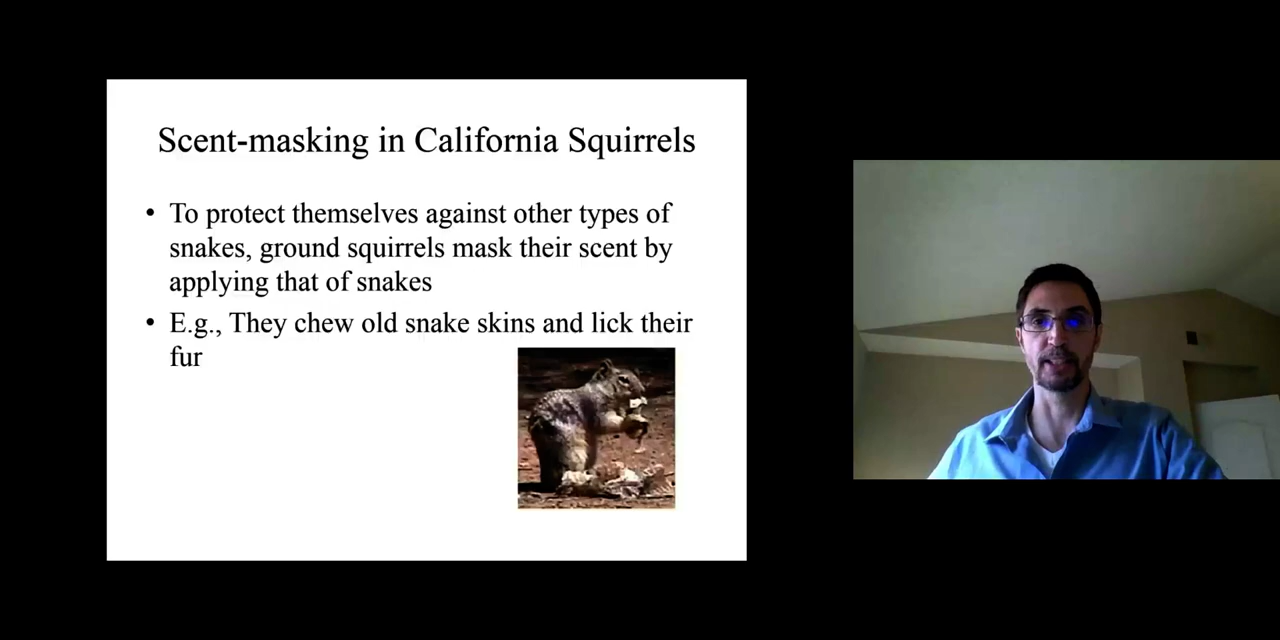 Scent-masking in California Squirrels
• To protect themselves against other types of
snakes, ground squirrels mask their scent by
applying that of snakes
• E.g., They chew old snake skins and lick their
fur